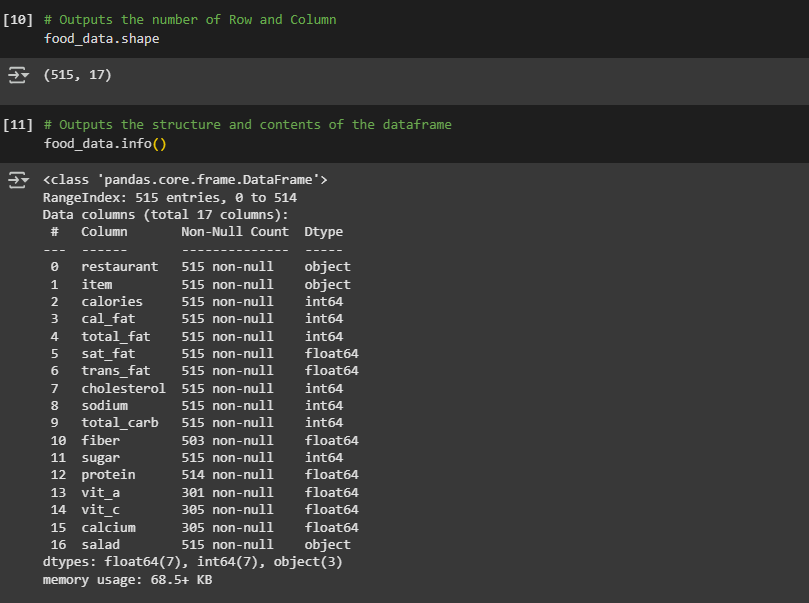 [10] # Outputs the number of Row and Column
food_data.shape
(515, 17)
[11] # Outputs the structure and contents of the dataframe
food_data.info()
<class 'pandas.core.frame.DataFrame'>
RangeIndex: 515 entries, 0 to 514
Data columns (total 17 columns):
 #   Column       Non-Null Count  Dtype
---  ------       --------------  -----
 0   restaurant   515 non-null    object
 1   item         515 non-null    object
 2   calories     515 non-null    int64
 3   cal_fat      515 non-null    int64
 4   total_fat    515 non-null    int64
 5   sat_fat      515 non-null    float64
 6   trans_fat    515 non-null    float64
 7   cholesterol  515 non-null    int64
 8   sodium       515 non-null    int64
 9   total_carb   515 non-null    int64
 10  fiber        503 non-null    float64
 11  sugar        515 non-null    int64
 12  protein      514 non-null    float64
 13  vit_a        301 non-null    float64
 14  vit_c        305 non-null    float64
 15  calcium      305 non-null    float64
 16  salad        515 non-null    object
dtypes: float64(7), int64(7), object(3)
memory usage: 68.5+ KB